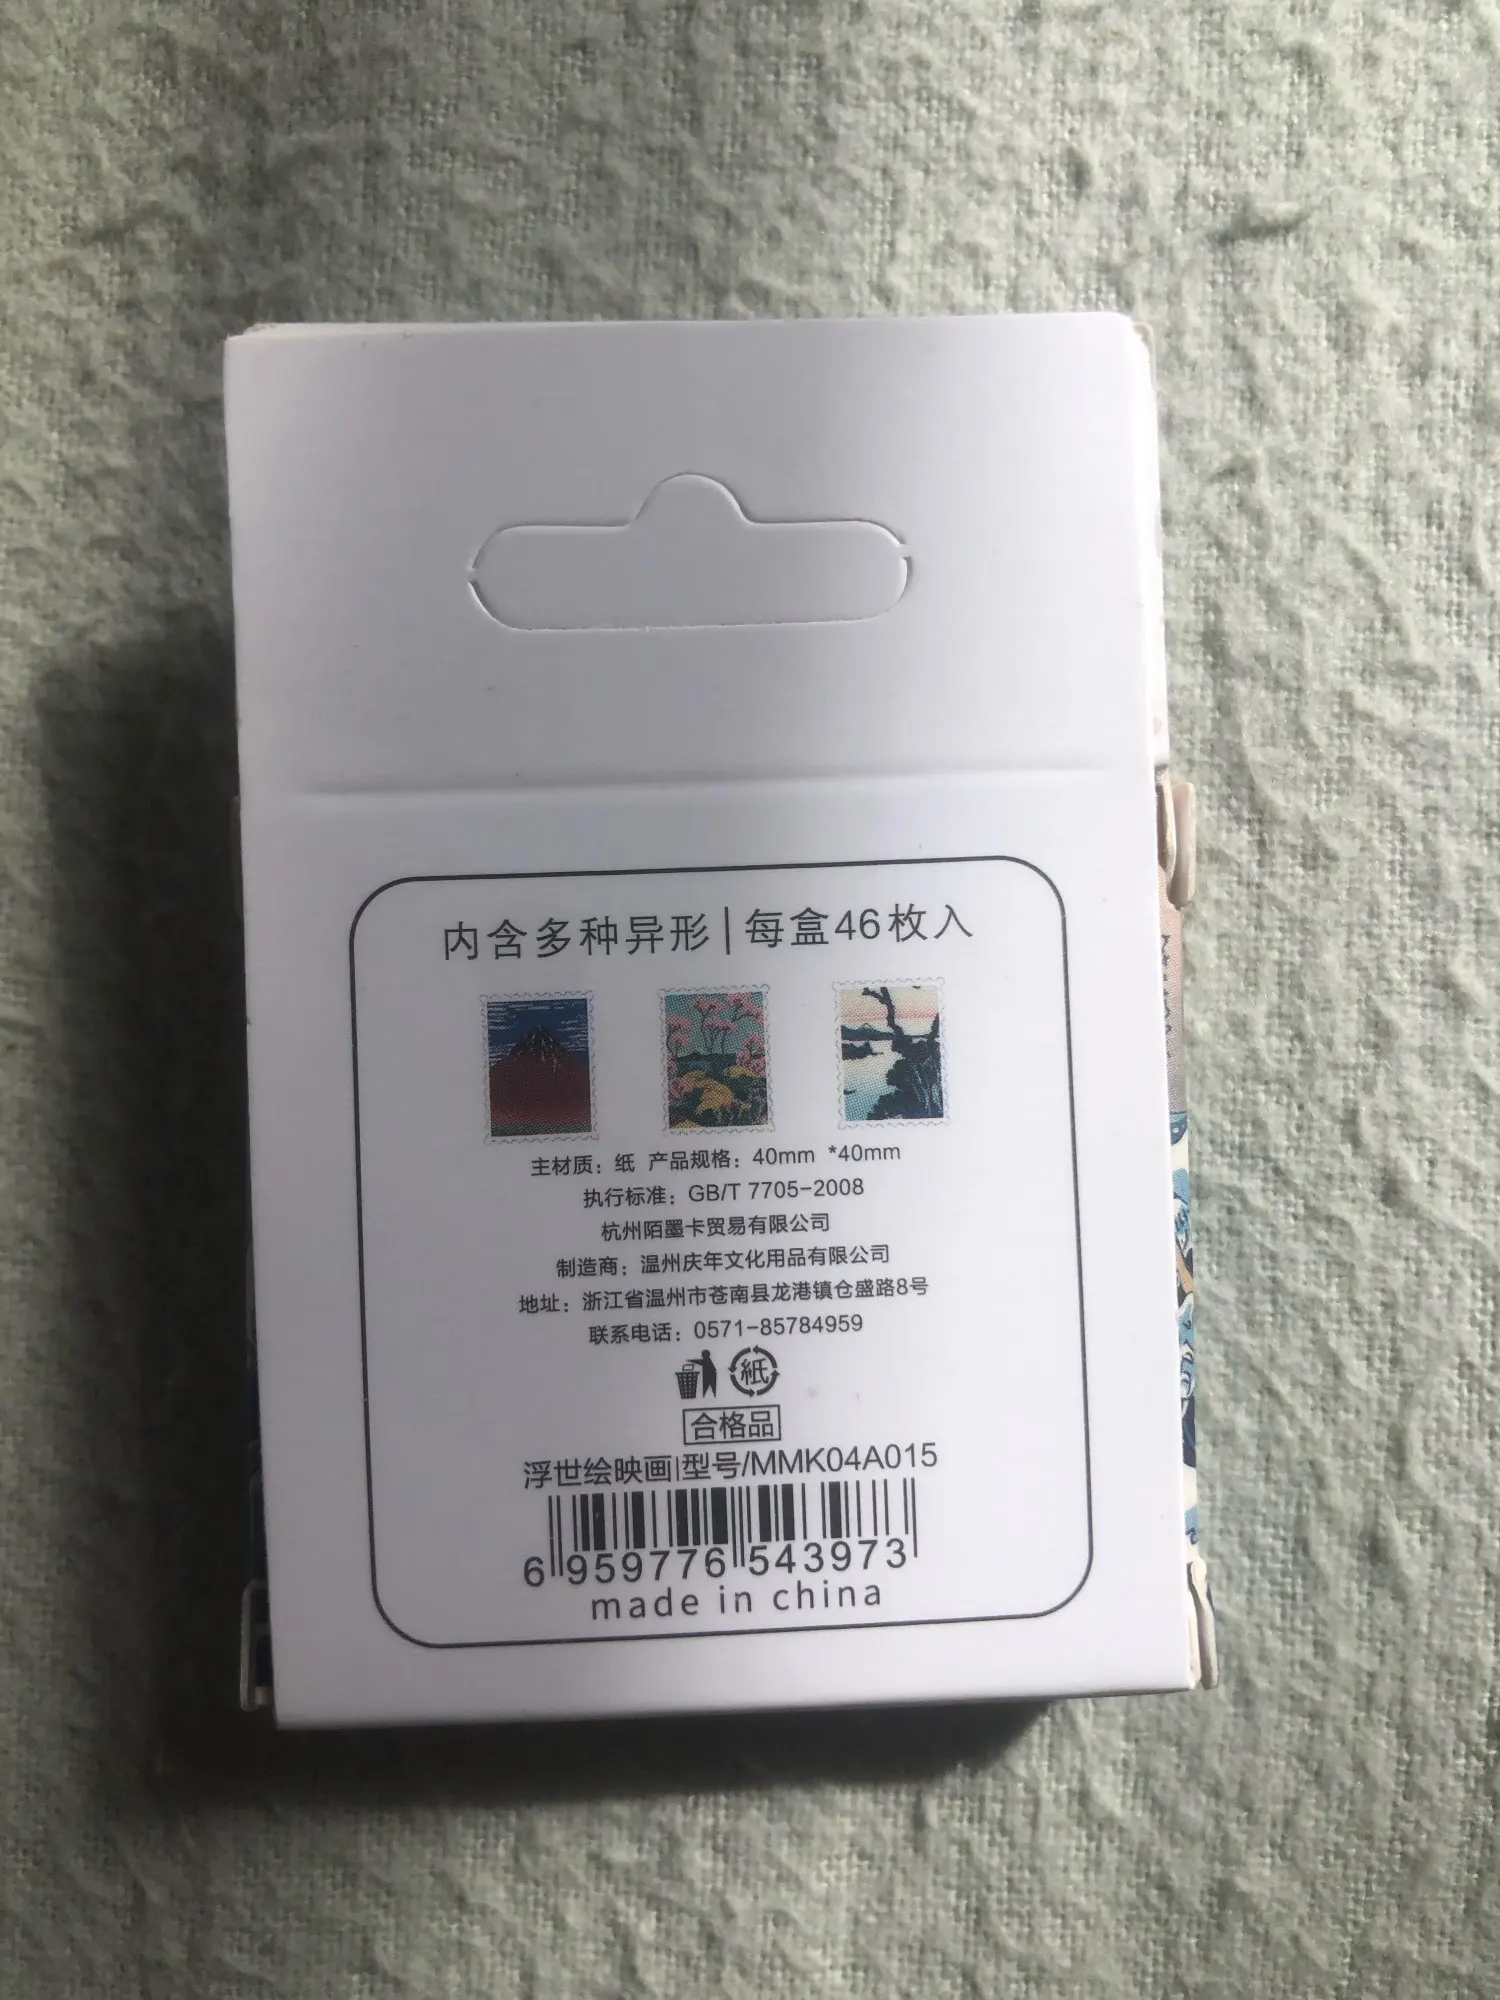 内含多种异形|每盒46枚入
主材质：纸 产品规格：40mm *40mm
执行标准：GB/T 7705-2008
杭州陌墨卡贸易有限公司
制造商：温州庆年文化用品有限公司
地址：浙江省温州市苍南县龙港镇仓盛路8号
联系电话：0571-85784959
紙
合格品
浮世绘映画|型号/MMK04A015
6 959776 543973
made in china